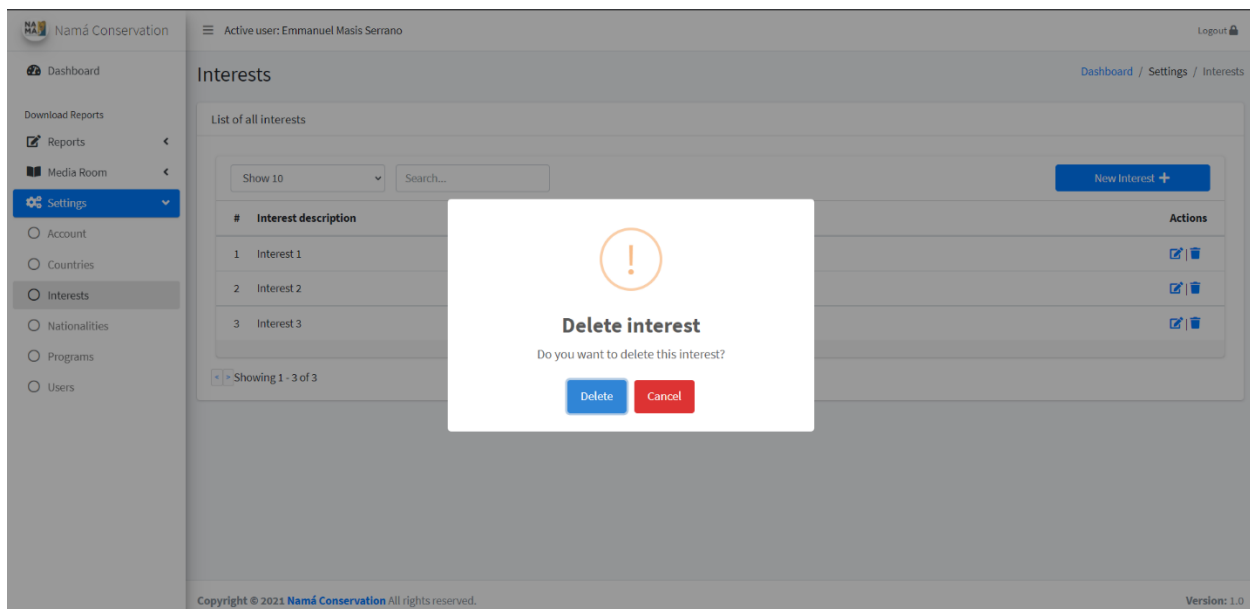 NA
MÁ
Namá Conservation
Active user: Emmanuel Masis Serrano
Logout
Dashboard
Download Reports
Reports
Media Room
Settings
Account
Countries
Interests
Nationalities
Programs
Users
Interests
Dashboard / Settings / Interests
List of all interests
Show 10
Search...
New Interest +
# Interest description Actions
1 Interest 1
2 Interest 2
3 Interest 3
« » Showing 1 - 3 of 3
!
Delete interest
Do you want to delete this interest?
Delete Cancel
Copyright © 2021 Namá Conservation All rights reserved.
Version: 1.0